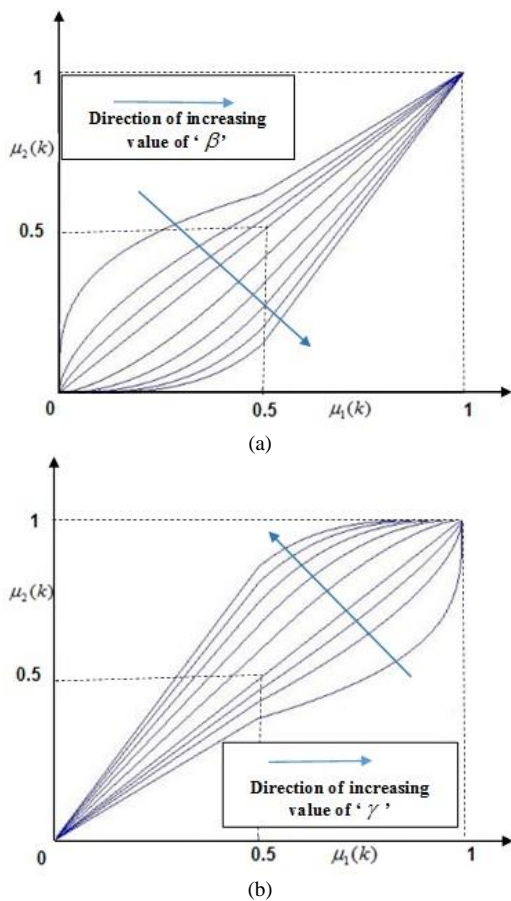 1
Direction of increasing
value of ‘ β’
μ₂(k)
0.5
0
0.5
1
μ₁(k)
(a)
1
μ₂(k)
0.5
Direction of increasing
value of ‘ γ ’
0
0.5
μ₁(k)
1
(b)